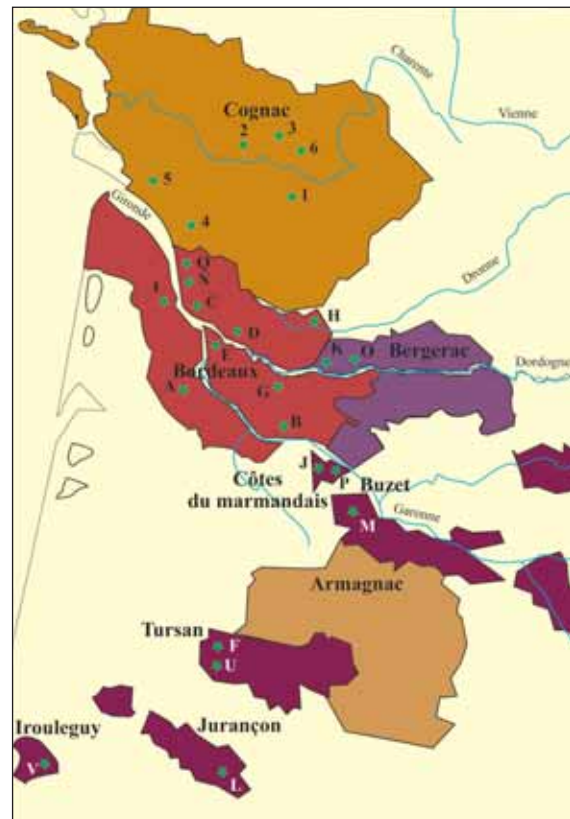 Charente
Vienne
Cognac
2
3
6
5
1
Gironde
4
Q
Dronne
C
H
D
E
K
O
Bergerac
Dordogne
Bordeaux
A
G
B
J
P
Buzet
Côtes
du marmandais
M
Garonne
Armagnac
Tursan
F
U
Irouleguy
Jurançon
V
L